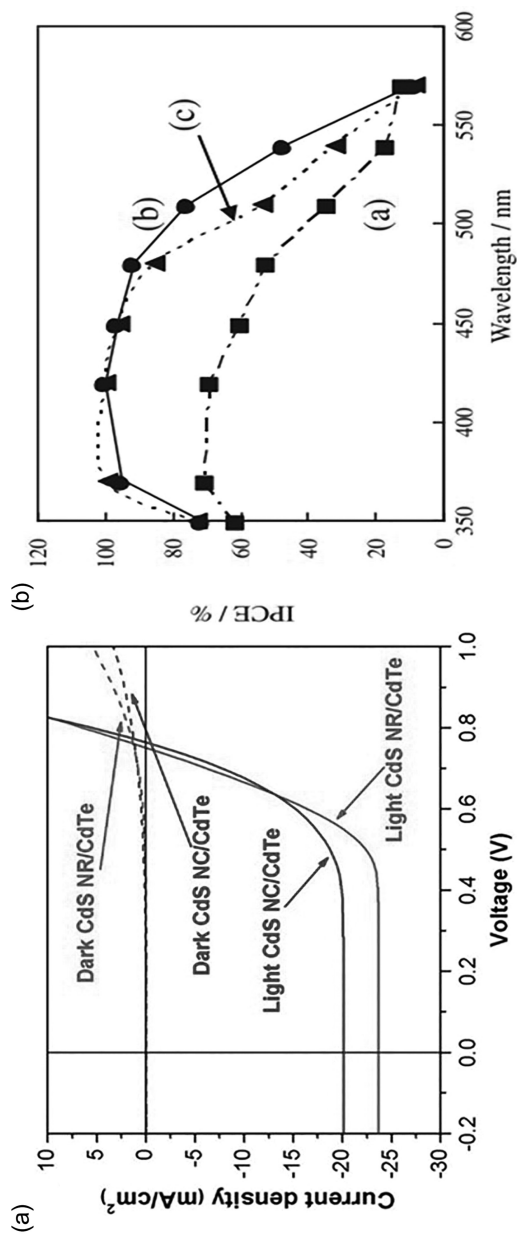 (a)
Current density (mA/cm²)
10
5
0
-5
-10
-15
-20
-25
-30
-0.2
0.0
0.2
0.4
0.6
0.8
1.0
Voltage (V)
Dark CdS NR/CdTe
Dark CdS NC/CdTe
Light CdS NC/CdTe
Light CdS NR/CdTe
(b)
IPCE / %
120
100
80
60
40
20
0
350
400
450
500
550
600
Wavelength / nm
(b)
(c)
(a)